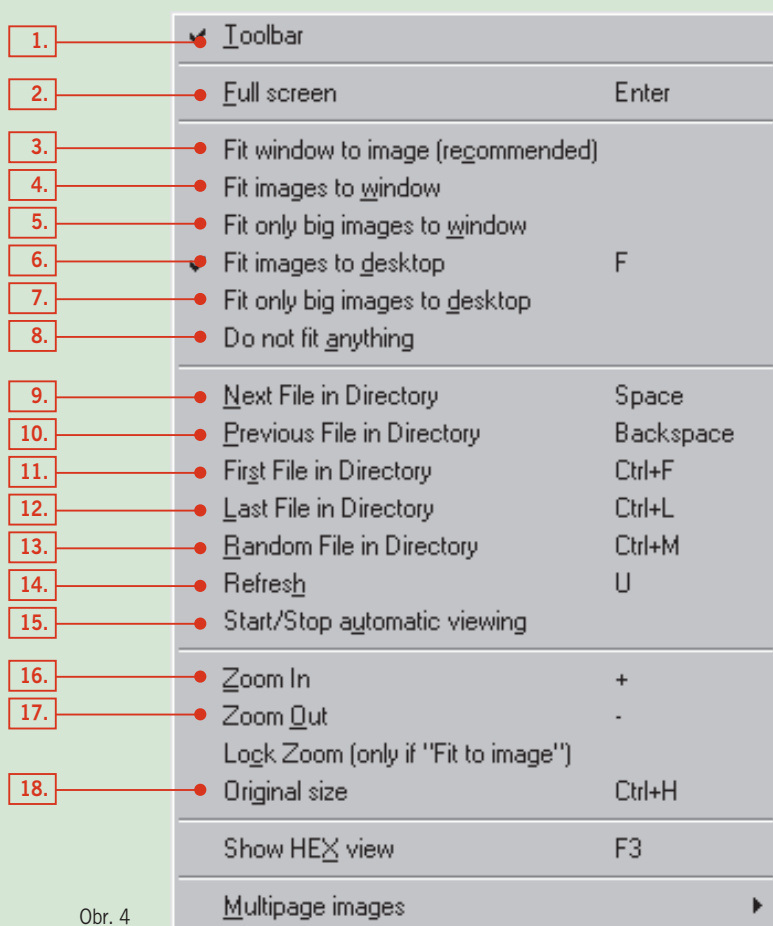 1. Toolbar
2. Full screen Enter
3. Fit window to image (recommended)
4. Fit images to window
5. Fit only big images to window
6. Fit images to desktop F
7. Fit only big images to desktop
8. Do not fit anything
9. Next File in Directory Space
10. Previous File in Directory Backspace
11. First File in Directory Ctrl+F
12. Last File in Directory Ctrl+L
13. Random File in Directory Ctrl+M
14. Refresh U
15. Start/Stop automatic viewing
16. Zoom In +
17. Zoom Out -
Lock Zoom (only if "Fit to image")
18. Original size Ctrl+H
Show HEX view F3
Multipage images
Obr. 4